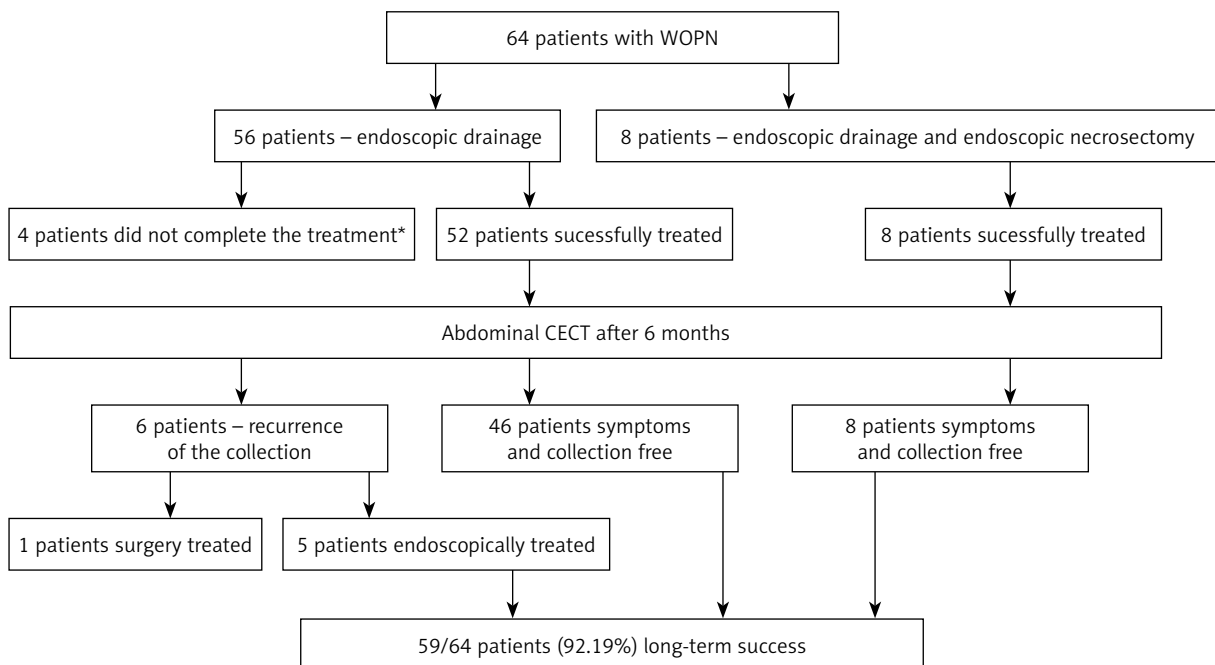 64 patients with WOPN
56 patients – endoscopic drainage
8 patients – endoscopic drainage and endoscopic necrosectomy
4 patients did not complete the treatment*
52 patients sucessfully treated
8 patients sucessfully treated
Abdominal CECT after 6 months
6 patients – recurrence
of the collection
46 patients symptoms
and collection free
8 patients symptoms
and collection free
1 patients surgery treated
5 patients endoscopically treated
59/64 patients (92.19%) long-term success